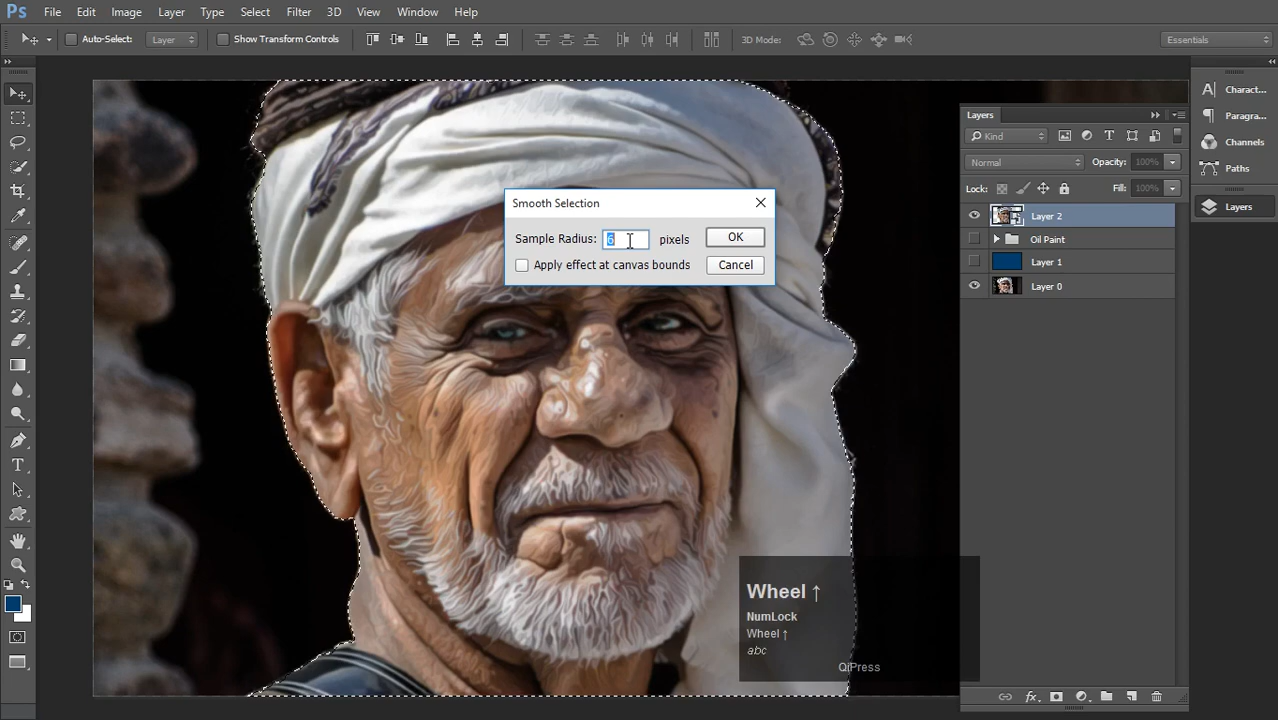 Ps File Edit Image Layer Type Select Filter 3D View Window Help
Auto-Select: Layer Show Transform Controls 3D Mode: Essentials
Layers
Kind
Normal Opacity: 100%
Lock: Fill: 100%
Layer 2
Oil Paint
Layer 1
Layer 0
Charact...
Paragra...
Channels
Paths
Layers
Smooth Selection
Sample Radius: 6 pixels OK
Apply effect at canvas bounds Cancel
Wheel ↑
NumLock
Wheel ↑
abc
QiPress
fx